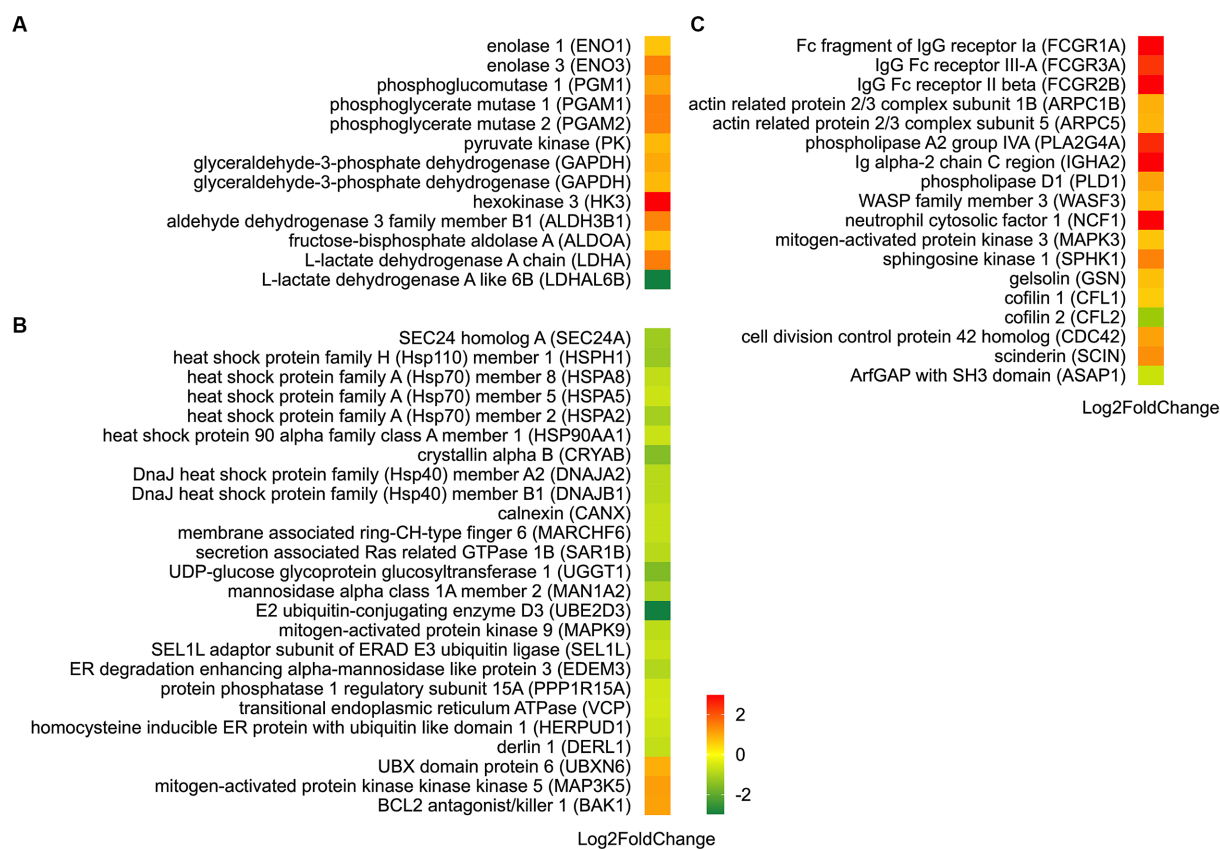 A
enolase 1 (ENO1)
enolase 3 (ENO3)
phosphoglucomutase 1 (PGM1)
phosphoglycerate mutase 1 (PGAM1)
phosphoglycerate mutase 2 (PGAM2)
pyruvate kinase (PK)
glyceraldehyde-3-phosphate dehydrogenase (GAPDH)
glyceraldehyde-3-phosphate dehydrogenase (GAPDH)
hexokinase 3 (HK3)
aldehyde dehydrogenase 3 family member B1 (ALDH3B1)
fructose-bisphosphate aldolase A (ALDOA)
L-lactate dehydrogenase A chain (LDHA)
L-lactate dehydrogenase A like 6B (LDHAL6B)
B
SEC24 homolog A (SEC24A)
heat shock protein family H (Hsp110) member 1 (HSPH1)
heat shock protein family A (Hsp70) member 8 (HSPA8)
heat shock protein family A (Hsp70) member 5 (HSPA5)
heat shock protein family A (Hsp70) member 2 (HSPA2)
heat shock protein 90 alpha family class A member 1 (HSP90AA1)
crystallin alpha B (CRYAB)
DnaJ heat shock protein family (Hsp40) member A2 (DNAJA2)
DnaJ heat shock protein family (Hsp40) member B1 (DNAJB1)
calnexin (CANX)
membrane associated ring-CH-type finger 6 (MARCHF6)
secretion associated Ras related GTPase 1B (SAR1B)
UDP-glucose glycoprotein glucosyltransferase 1 (UGGT1)
mannosidase alpha class 1A member 2 (MAN1A2)
E2 ubiquitin-conjugating enzyme D3 (UBE2D3)
mitogen-activated protein kinase 9 (MAPK9)
SEL1L adaptor subunit of ERAD E3 ubiquitin ligase (SEL1L)
ER degradation enhancing alpha-mannosidase like protein 3 (EDEM3)
protein phosphatase 1 regulatory subunit 15A (PPP1R15A)
transitional endoplasmic reticulum ATPase (VCP)
homocysteine inducible ER protein with ubiquitin like domain 1 (HERPUD1)
derlin 1 (DERL1)
UBX domain protein 6 (UBXN6)
mitogen-activated protein kinase kinase kinase 5 (MAP3K5)
BCL2 antagonist/killer 1 (BAK1)
2
0
-2
Log2FoldChange
C
Fc fragment of IgG receptor Ia (FCGR1A)
IgG Fc receptor III-A (FCGR3A)
IgG Fc receptor II beta (FCGR2B)
actin related protein 2/3 complex subunit 1B (ARPC1B)
actin related protein 2/3 complex subunit 5 (ARPC5)
phospholipase A2 group IVA (PLA2G4A)
Ig alpha-2 chain C region (IGHA2)
phospholipase D1 (PLD1)
WASP family member 3 (WASF3)
neutrophil cytosolic factor 1 (NCF1)
mitogen-activated protein kinase 3 (MAPK3)
sphingosine kinase 1 (SPHK1)
gelsolin (GSN)
cofilin 1 (CFL1)
cofilin 2 (CFL2)
cell division control protein 42 homolog (CDC42)
scinderin (SCIN)
ArfGAP with SH3 domain (ASAP1)
Log2FoldChange